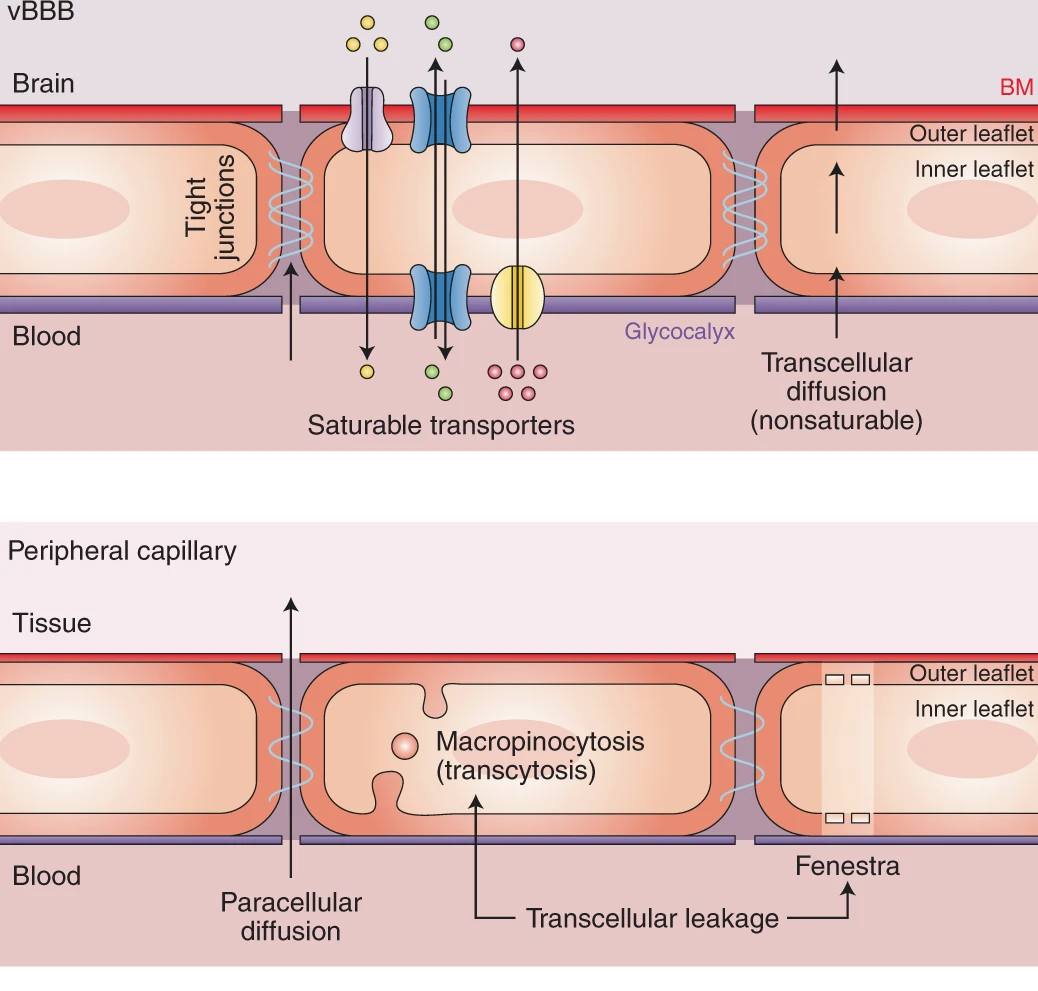 vBBB
Brain
BM
Outer leaflet
Inner leaflet
Tight
junctions
Blood
Glycocalyx
Transcellular
diffusion
(nonsaturable)
Saturable transporters
Peripheral capillary
Tissue
Outer leaflet
Inner leaflet
Macropinocytosis
(transcytosis)
Blood
Fenestra
Paracellular
diffusion
Transcellular leakage